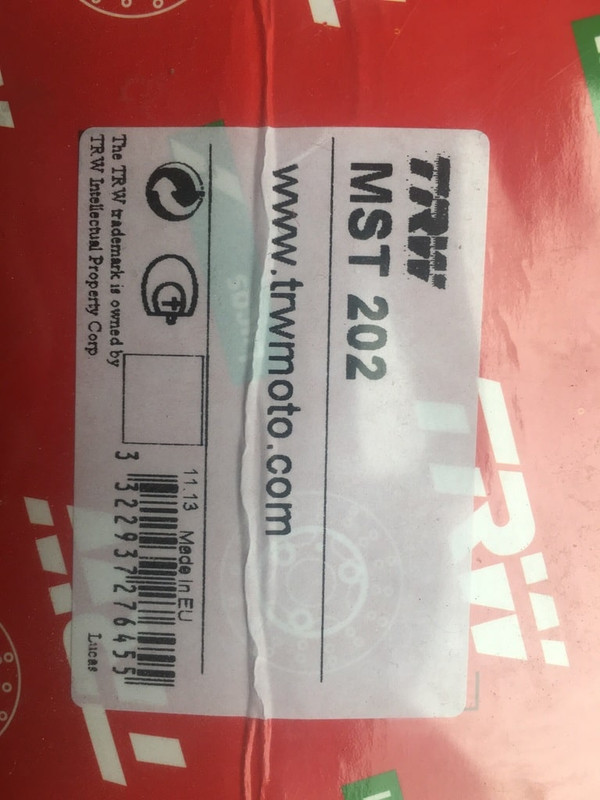 TRW
MST 202
www.trwmoto.com
11.13 Made in EU
3 322937 276455
The TRW trademark is owned by
TRW Intellectual Property Corp.
Lucas
TRW